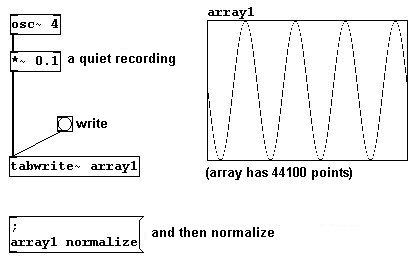 osc~ 4
*~ 0.1
a quiet recording
write
tabwrite~ array1
array1
(array has 44100 points)
;
array1 normalize
and then normalize